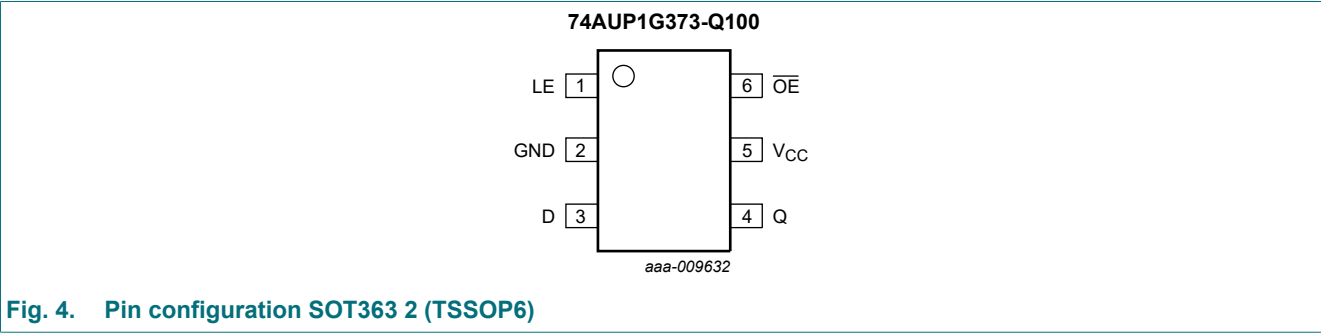 74AUP1G373-Q100
LE 1 6 O̅E̅
GND 2 5 VCC
D 3 4 Q
aaa-009632
Fig. 4. Pin configuration SOT363 2 (TSSOP6)